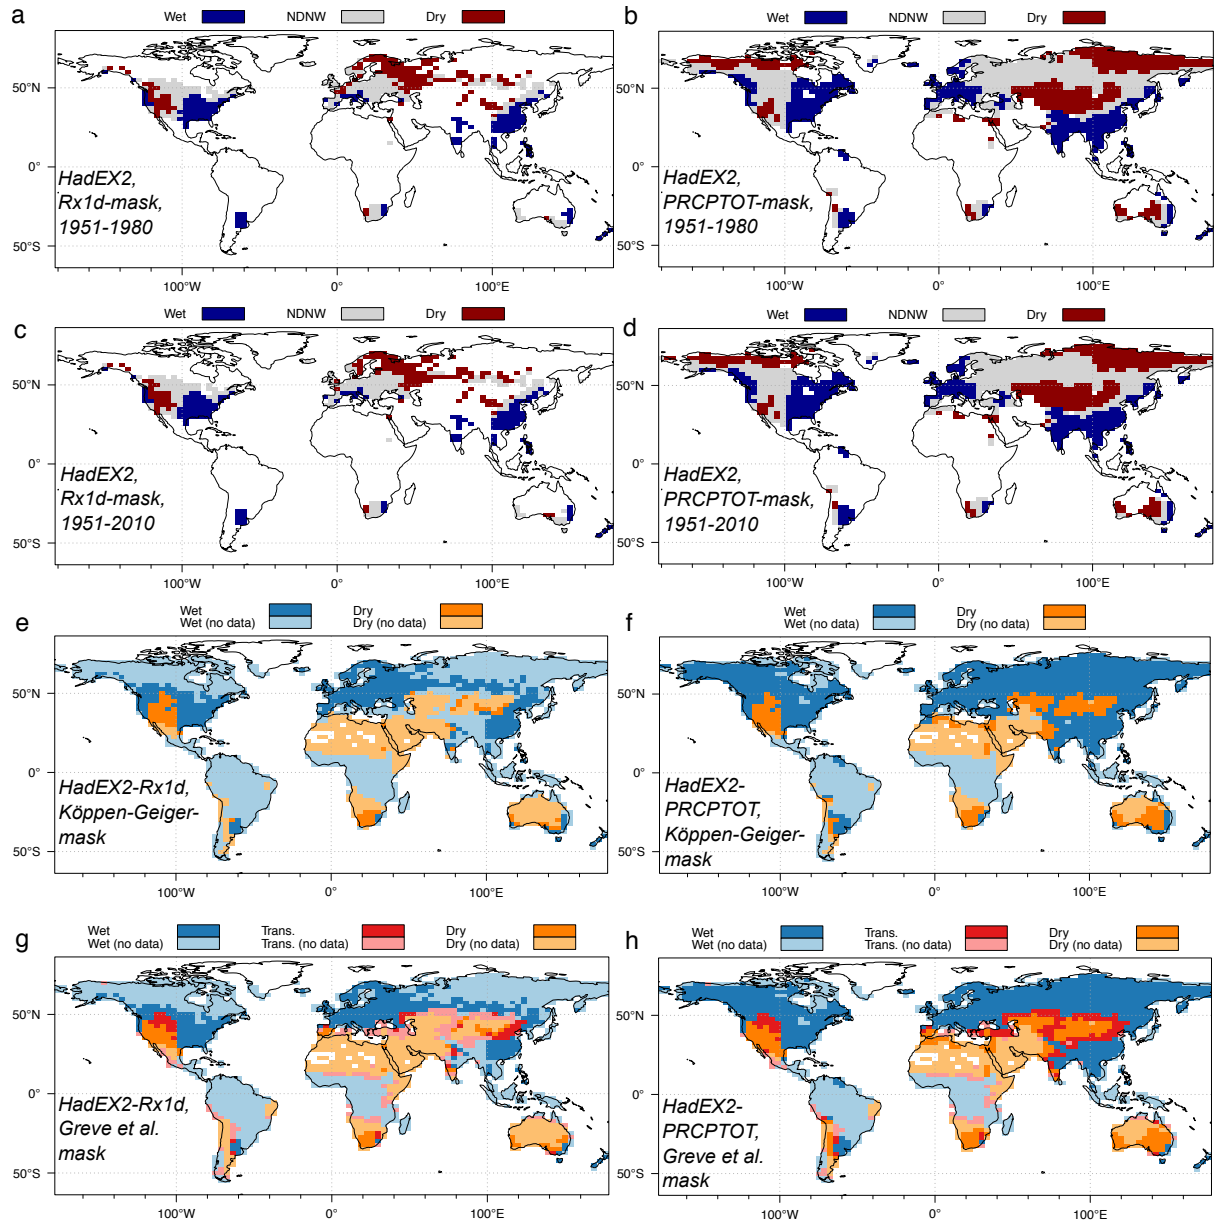 a
Wet NDNW Dry
50°N
0°
50°S
HadEX2,
Rx1d-mask,
1951-1980
100°W 0° 100°E
b
Wet NDNW Dry
50°N
0°
50°S
HadEX2,
PRCPTOT-mask,
1951-1980
100°W 0° 100°E
c
Wet NDNW Dry
50°N
0°
50°S
HadEX2,
Rx1d-mask,
1951-2010
100°W 0° 100°E
d
Wet NDNW Dry
50°N
0°
50°S
HadEX2,
PRCPTOT-mask,
1951-2010
100°W 0° 100°E
e
Wet Dry
Wet (no data) Dry (no data)
50°N
0°
50°S
HadEX2-Rx1d,
Köppen-Geiger-
mask
100°W 0° 100°E
f
Wet Dry
Wet (no data) Dry (no data)
50°N
0°
50°S
HadEX2-
PRCPTOT,
Köppen-Geiger-
mask
100°W 0° 100°E
g
Wet Trans. Dry
Wet (no data) Trans. (no data) Dry (no data)
50°N
0°
50°S
HadEX2-Rx1d,
Greve et al.
mask
100°W 0° 100°E
h
Wet Trans. Dry
Wet (no data) Trans. (no data) Dry (no data)
50°N
0°
50°S
HadEX2-
PRCPTOT,
Greve et al.
mask
100°W 0° 100°E